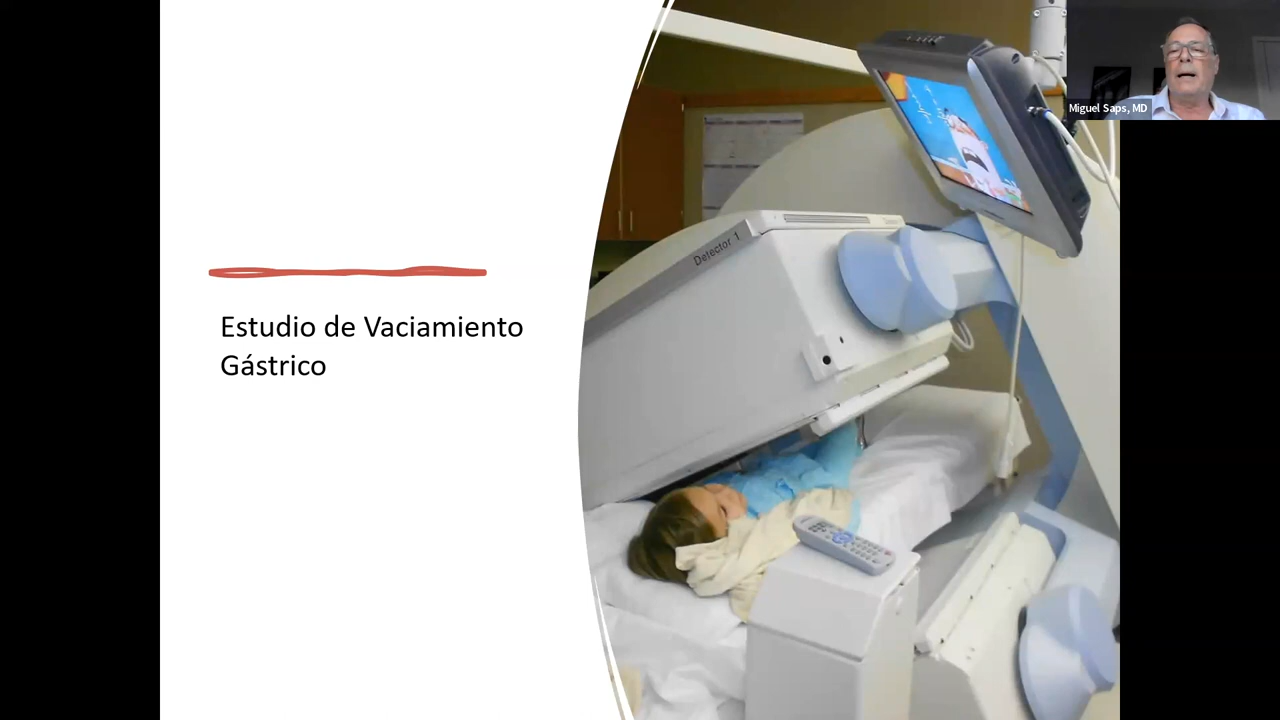 Miguel Saps, MD
Detector 1
Estudio de Vaciamiento
Gástrico